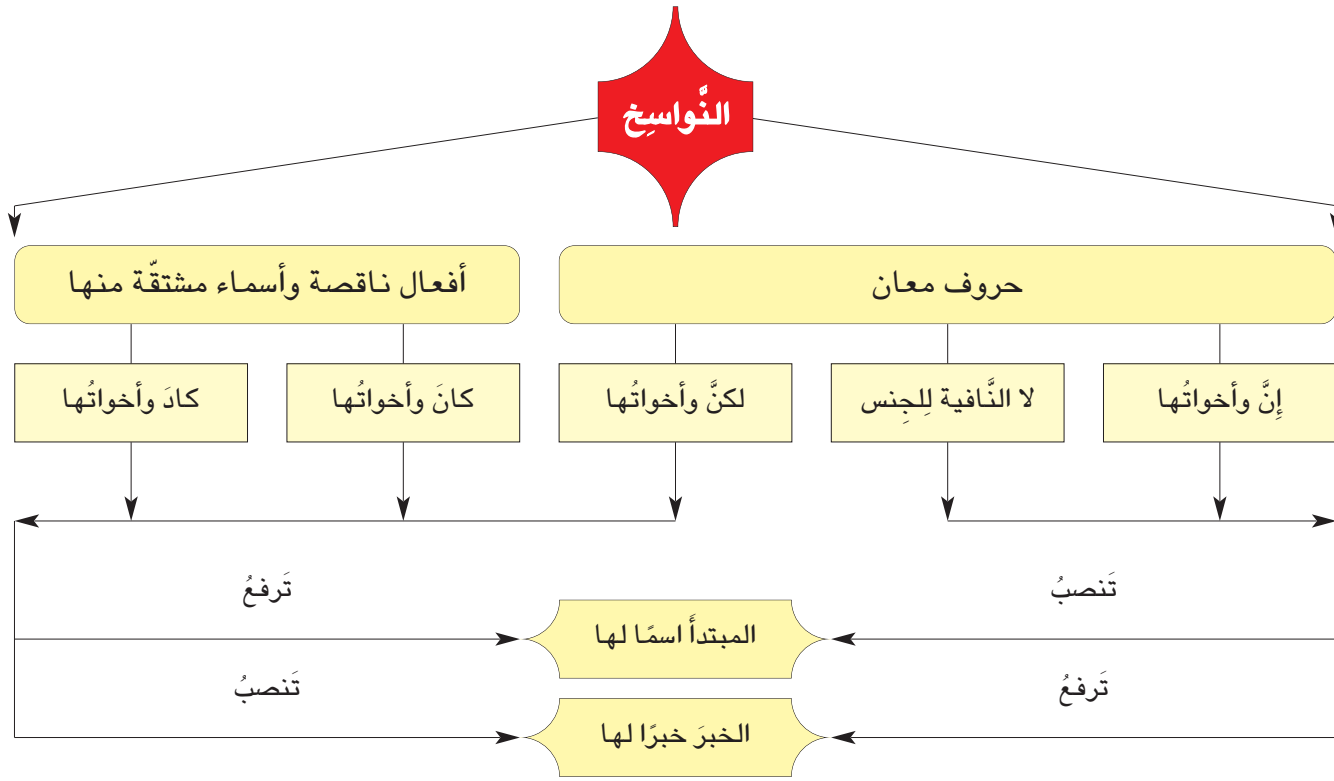 النَّواسِخ
حروف معان
أفعال ناقصة وأسماء مشتقّة منها
إِنَّ وأخواتُها
لا النَّافية لِلجِنس
لكنَّ وأخواتُها
كانَ وأخواتُها
كادَ وأخواتُها
تَنصبُ
تَرفعُ
المبتدأَ اسمًا لها
تَرفعُ
تَنصبُ
الخبرَ خبرًا لها